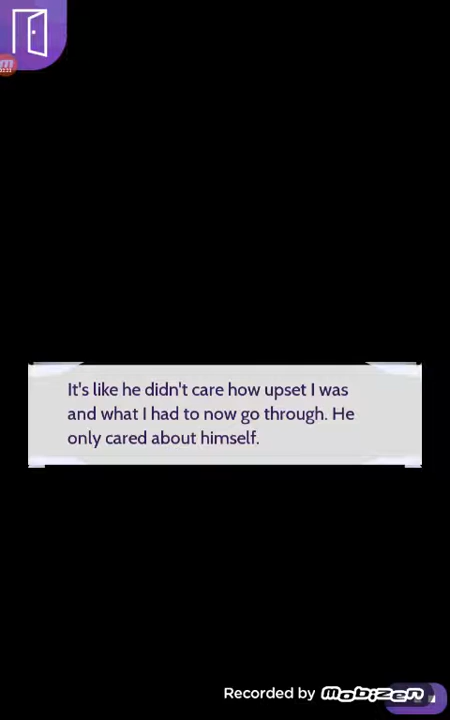 It's like he didn't care how upset I was
and what I had to now go through. He
only cared about himself.
Recorded by Mobizen